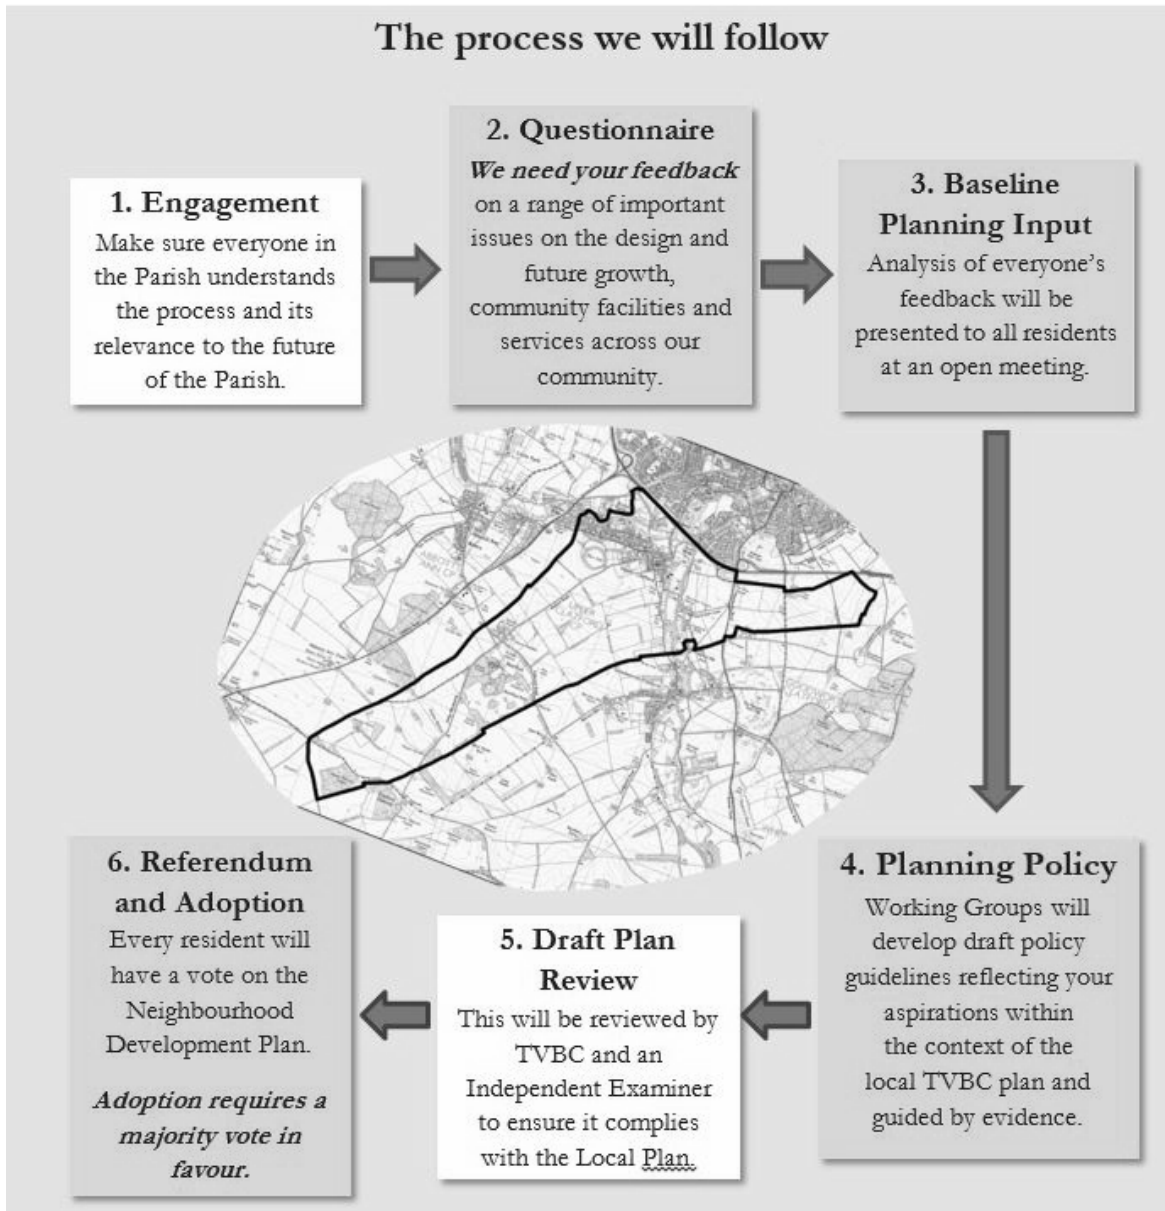 The process we will follow
1. Engagement
Make sure everyone in
the Parish understands
the process and its
relevance to the future
of the Parish.
2. Questionnaire
We need your feedback
on a range of important
issues on the design and
future growth,
community facilities and
services across our
community.
3. Baseline
Planning Input
Analysis of everyone’s
feedback will be
presented to all residents
at an open meeting.
4. Planning Policy
Working Groups will
develop draft policy
guidelines reflecting your
aspirations within
the context of the
local TVBC plan and
guided by evidence.
5. Draft Plan
Review
This will be reviewed by
TVBC and an
Independent Examiner
to ensure it complies
with the Local Plan.
6. Referendum
and Adoption
Every resident will
have a vote on the
Neighbourhood
Development Plan.
Adoption requires a
majority vote in
favour.